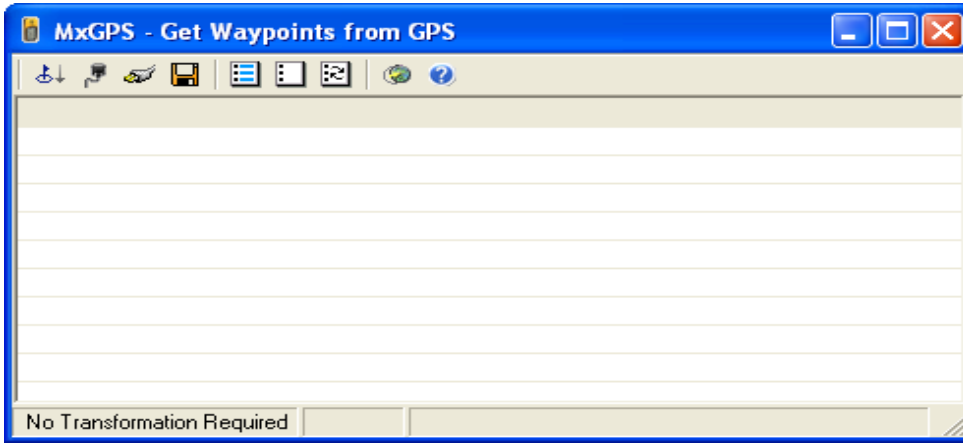 MxGPS - Get Waypoints from GPS
No Transformation Required